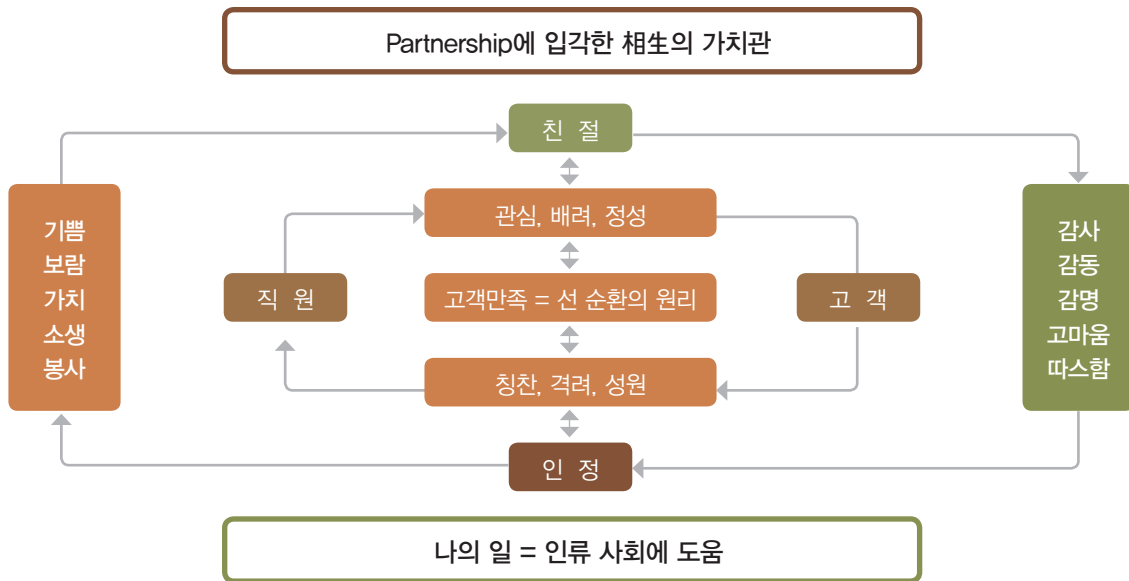 Partnership에 입각한 相生의 가치관
친 절
기쁨
보람
가치
소생
봉사
관심, 배려, 정성
직 원
고객만족 = 선 순환의 원리
고 객
칭찬, 격려, 성원
감사
감동
감명
고마움
따스함
인 정
나의 일 = 인류 사회에 도움